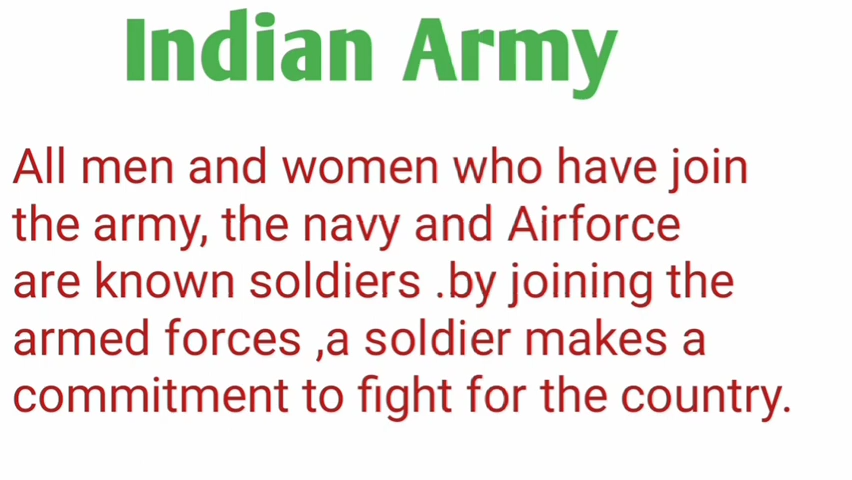 Indian Army
All men and women who have join
the army, the navy and Airforce
are known soldiers .by joining the
armed forces ,a soldier makes a
commitment to fight for the country.